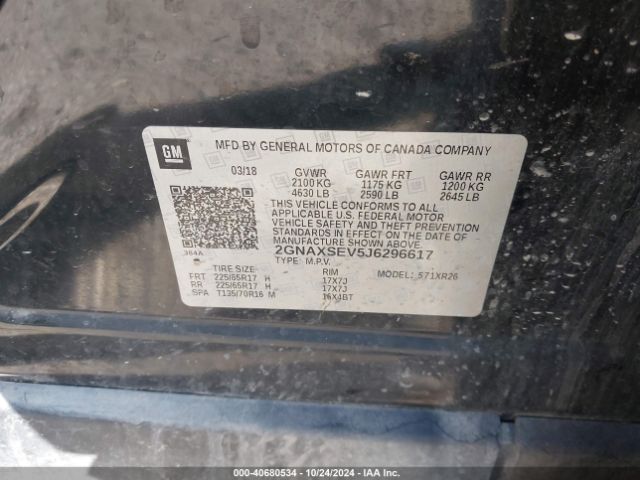 GM
MFD BY GENERAL MOTORS OF CANADA COMPANY
03/18 GVWR GAWR FRT GAWR RR
2100 KG 1175 KG 1200 KG
4630 LB 2590 LB 2645 LB
THIS VEHICLE CONFORMS TO ALL
APPLICABLE U.S. FEDERAL MOTOR
VEHICLE SAFETY AND THEFT PREVENTION
STANDARDS IN EFFECT ON THE DATE OF
MANUFACTURE SHOWN ABOVE.
2GNAXSEV5J6296617
384A TYPE: M.P.V. MODEL: 571XR26
TIRE SIZE RIM
FRT 225/65R17 H 17X7J
RR 225/65R17 H 17X7J
SPA T135/70R16 M 16X4BT
000-40680534 - 10/24/2024 - IAAI.COM